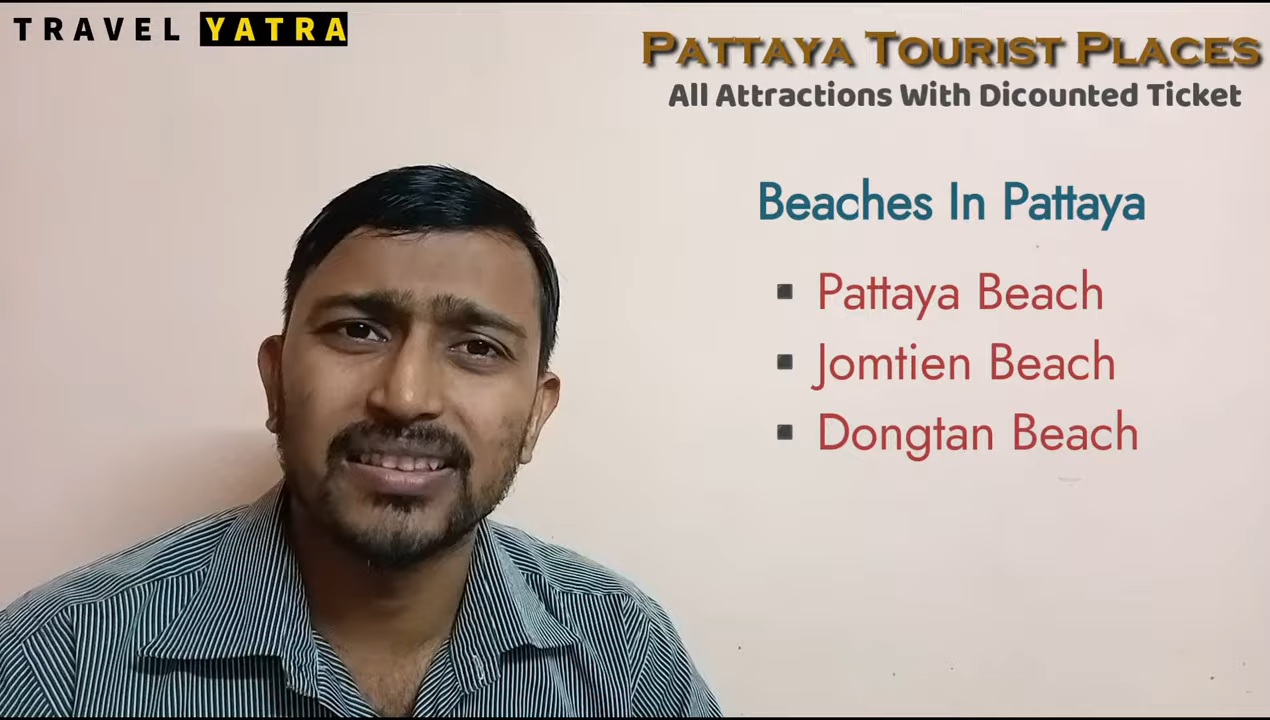 TRAVEL YATRA
PATTAYA TOURIST PLACES
All Attractions With Dicounted Ticket
Beaches In Pattaya
▪ Pattaya Beach
▪ Jomtien Beach
▪ Dongtan Beach